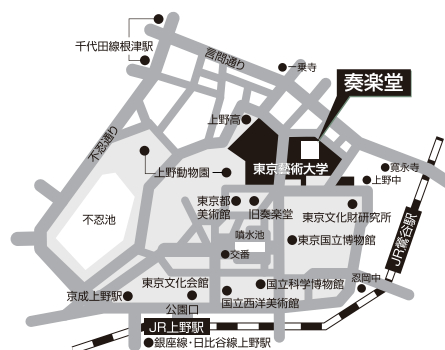 千代田線根津駅
言問通り
一乗寺
奏楽堂
不忍通り
上野高
東京藝術大学
寛永寺
上野中
上野動物園
不忍池
東京都
美術館
旧奏楽堂
東京文化財研究所
噴水池
東京国立博物館
交番
JR鶯谷駅
忍岡中
東京文化会館
国立科学博物館
京成上野駅
公園口
国立西洋美術館
JR上野駅
銀座線・日比谷線上野駅